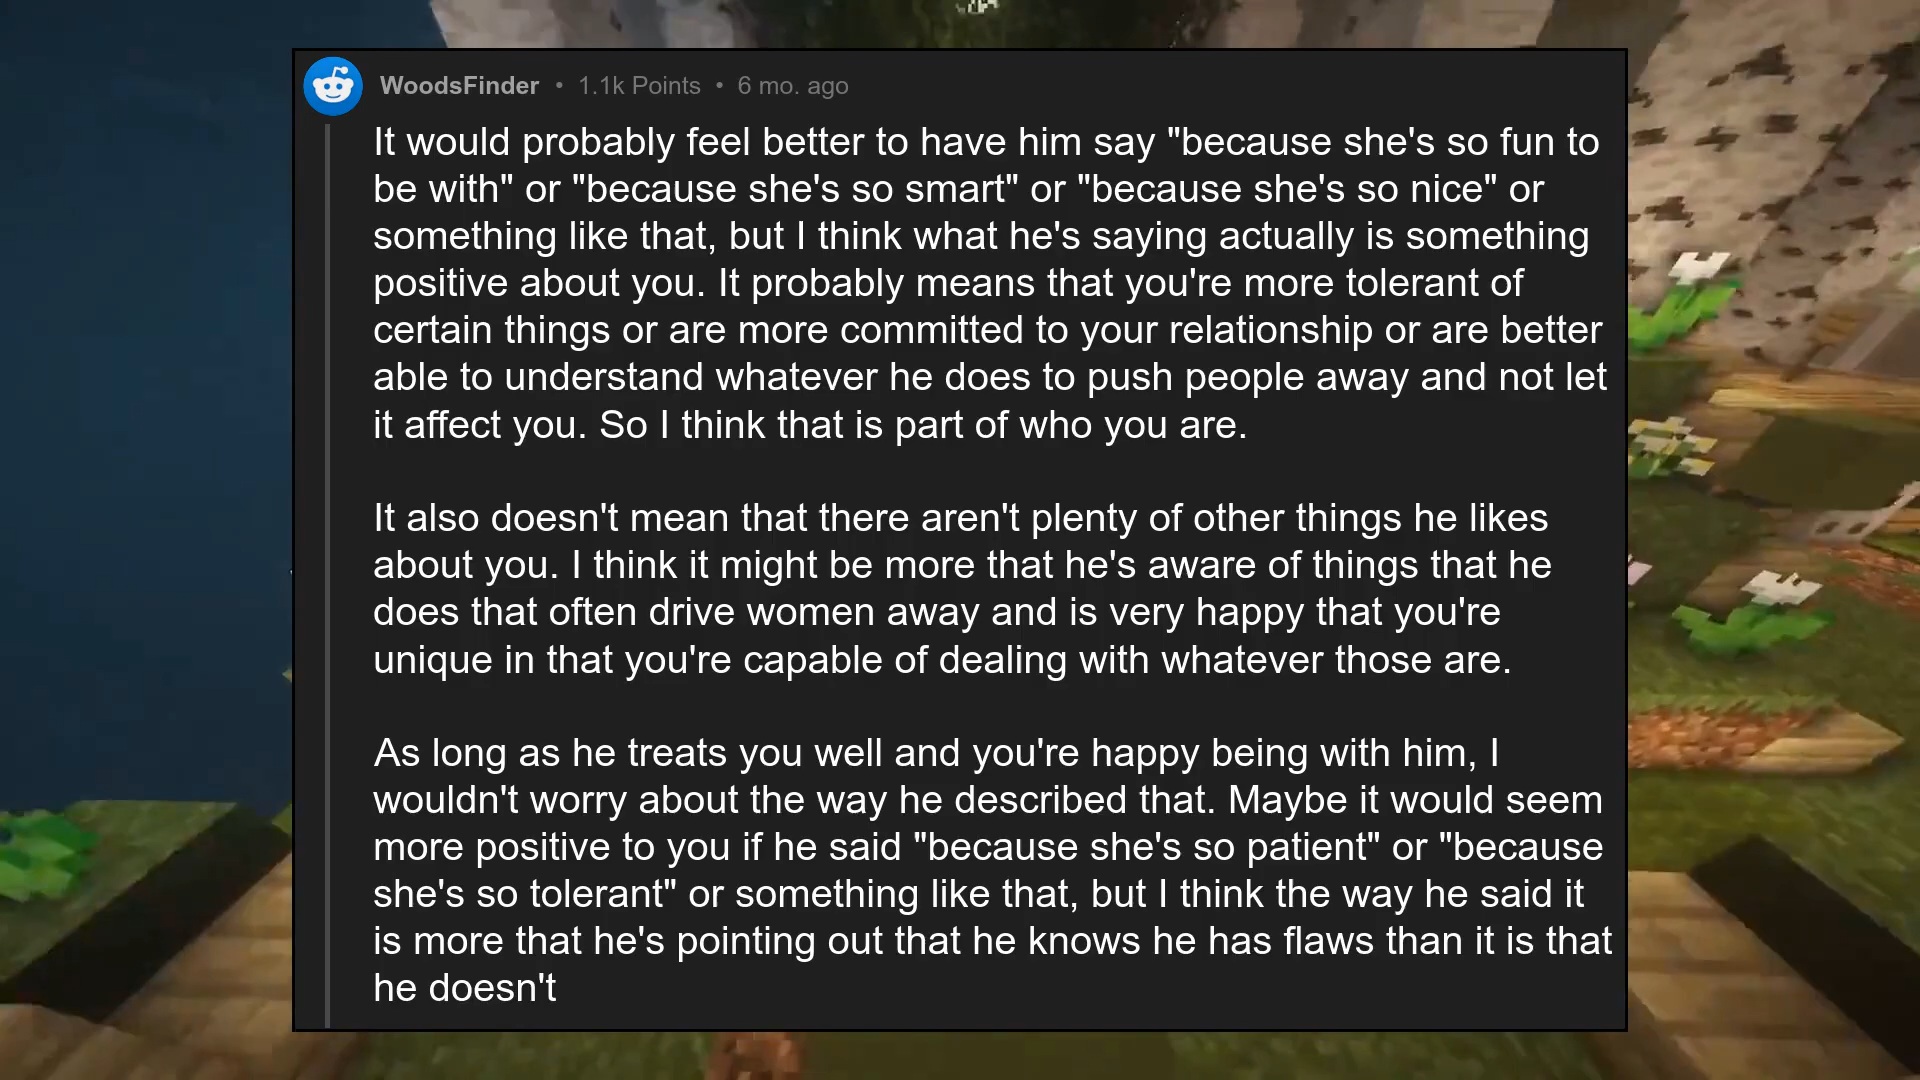 WoodsFinder • 1.1k Points • 6 mo. ago
It would probably feel better to have him say "because she's so fun to
be with" or "because she's so smart" or "because she's so nice" or
something like that, but I think what he's saying actually is something
positive about you. It probably means that you're more tolerant of
certain things or are more committed to your relationship or are better
able to understand whatever he does to push people away and not let
it affect you. So I think that is part of who you are.
It also doesn't mean that there aren't plenty of other things he likes
about you. I think it might be more that he's aware of things that he
does that often drive women away and is very happy that you're
unique in that you're capable of dealing with whatever those are.
As long as he treats you well and you're happy being with him, I
wouldn't worry about the way he described that. Maybe it would seem
more positive to you if he said "because she's so patient" or "because
she's so tolerant" or something like that, but I think the way he said it
is more that he's pointing out that he knows he has flaws than it is that
he doesn't